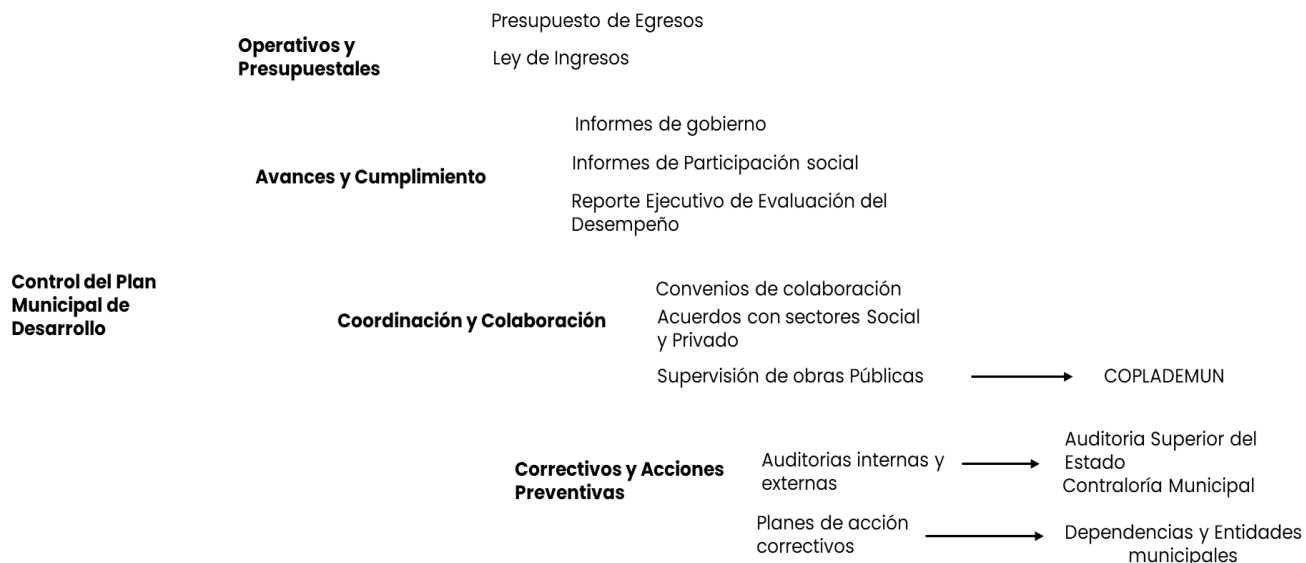 Presupuesto de Egresos
Operativos y
Presupuestales
Ley de Ingresos
Informes de gobierno
Informes de Participación social
Avances y Cumplimiento
Reporte Ejecutivo de Evaluación del
Desempeño
Control del Plan
Municipal de
Desarrollo
Coordinación y Colaboración
Convenios de colaboración
Acuerdos con sectores Social
y Privado
Supervisión de obras Públicas
COPLADEMUN
Correctivos y Acciones
Preventivas
Auditorias internas y
externas
Auditoria Superior del
Estado
Contraloría Municipal
Planes de acción
correctivos
Dependencias y Entidades
municipales